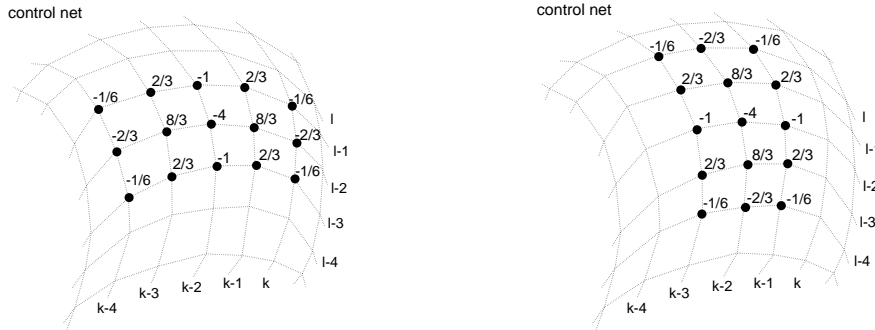 control net
-1/6 2/3 -1 2/3 -1/6
-2/3 8/3 -4 8/3 -2/3
-1/6 2/3 -1 2/3 -1/6
l
l-1
l-2
l-3
l-4
k-4 k-3 k-2 k-1 k
control net
-1/6 -2/3 -1/6
2/3 8/3 2/3
-1 -4 -1
2/3 8/3 2/3
-1/6 -2/3 -1/6
l
l-1
l-2
l-3
l-4
k-4 k-3 k-2 k-1 k